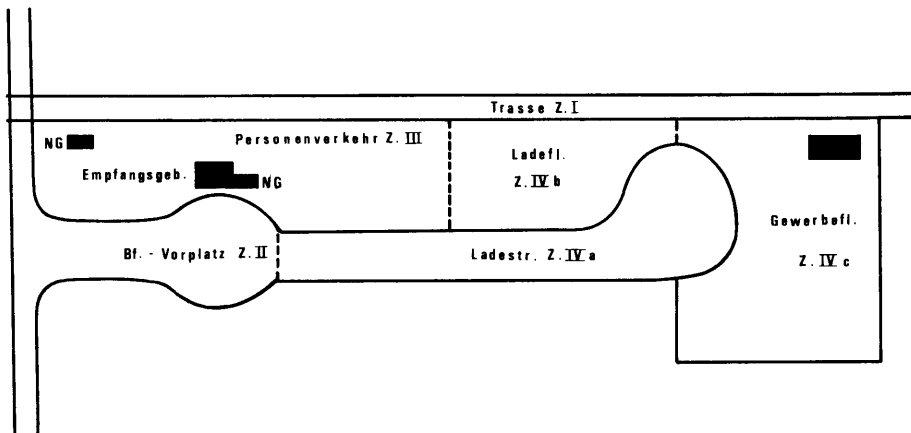 Trasse Z. I
NG
Personenverkehr Z. III
Empfangsgeb.
NG
Ladefl.
Z. IV b
Gewerbefl.
Z. IV c
Bf. - Vorplatz Z. II
Ladestr. Z. IV a